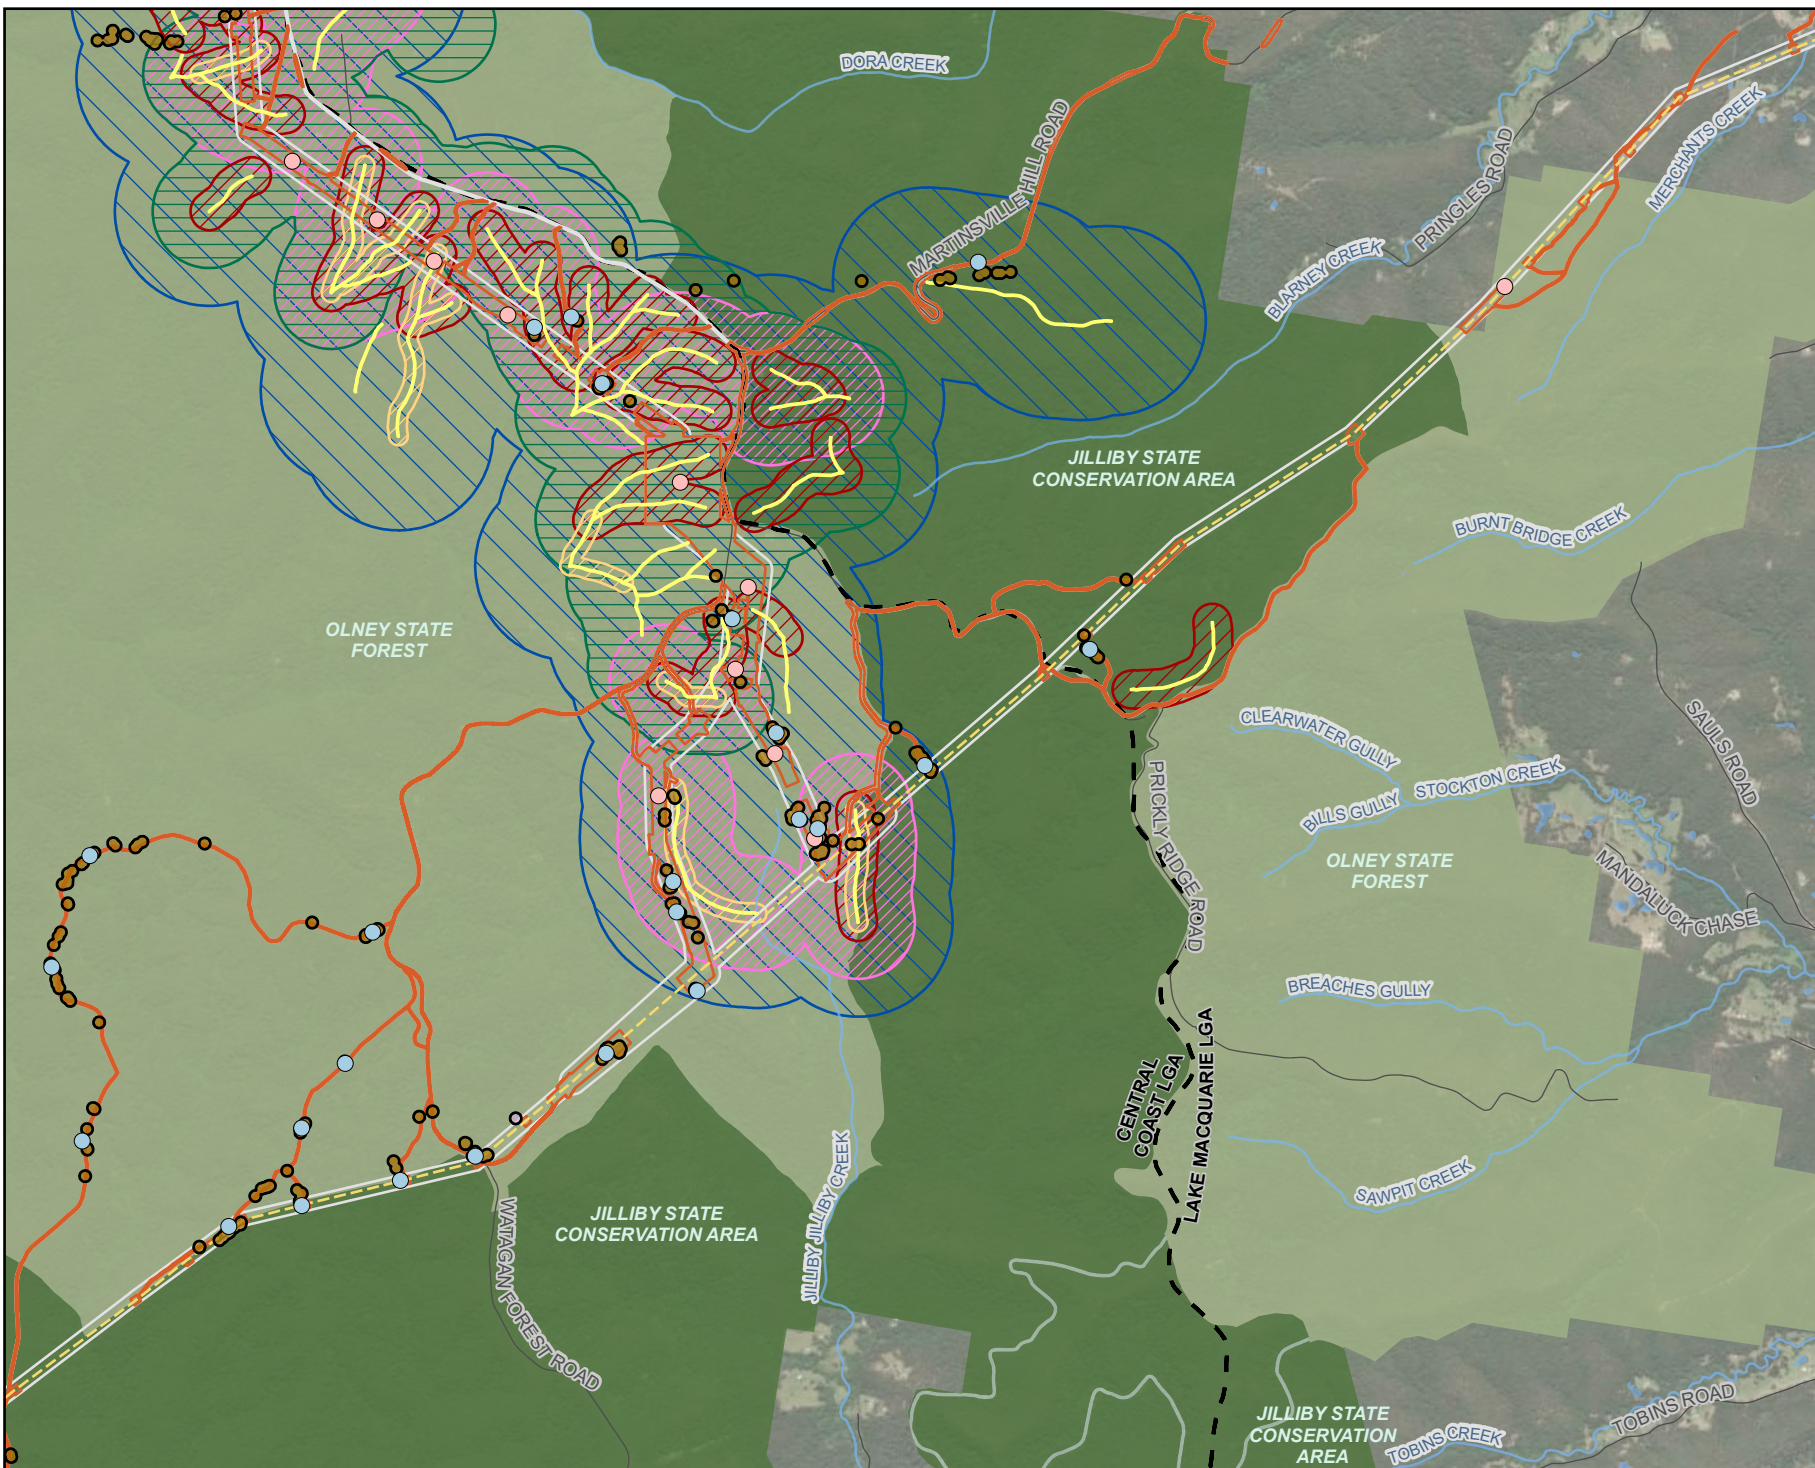 DORA CREEK
MARTINSVILLE HILL ROAD
PRINGLES ROAD
MERCHANTS CREEK
BLARNEY CREEK
JILLIBY STATE
CONSERVATION AREA
BURNT BRIDGE CREEK
OLNEY STATE
FOREST
CLEARWATER GULLY
STOCKTON CREEK
BILLS GULLY
SAULS ROAD
PRICKLY RIDGE ROAD
OLNEY STATE
FOREST
MANDALUCK CHASE
BREACHES GULLY
CENTRAL
COAST LGA
LAKE MACQUARIE LGA
SAWPIT CREEK
JILLIBY JILLIBY CREEK
JILLIBY STATE
CONSERVATION AREA
WATAGAN FOREST ROAD
JILLIBY STATE
CONSERVATION
AREA
TOBINS CREEK
TOBINS ROAD